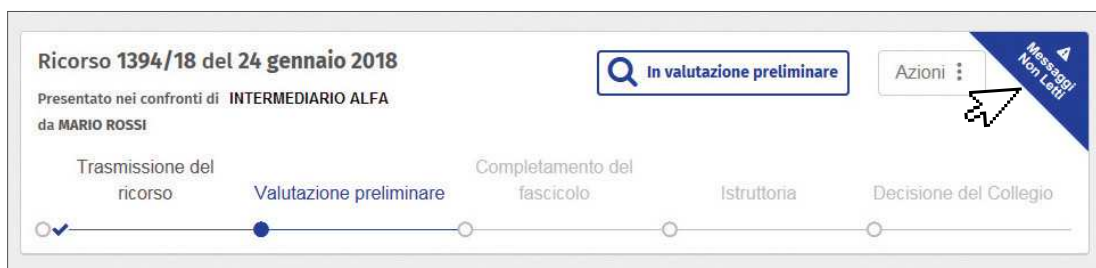 Ricorso 1394/18 del 24 gennaio 2018
In valutazione preliminare
Azioni
Messaggi
Non Letti
Presentato nei confronti di INTERMEDIARIO ALFA
da MARIO ROSSI
Trasmissione del
ricorso
Valutazione preliminare
Completamento del
fascicolo
Istruttoria
Decisione del Collegio